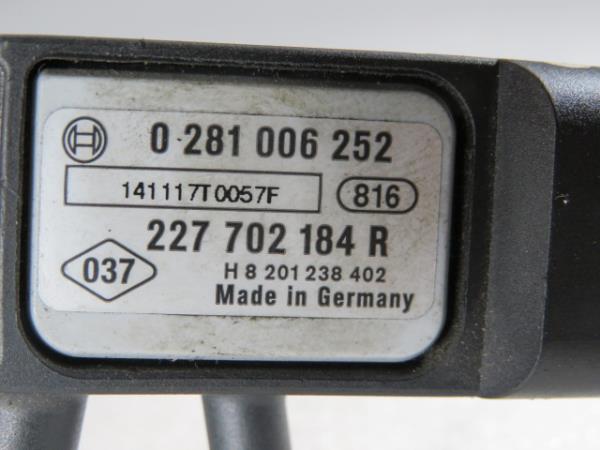 0 281 006 252
141117T0057F 816
227 702 184 R
037 H 8 201 238 402
Made in Germany